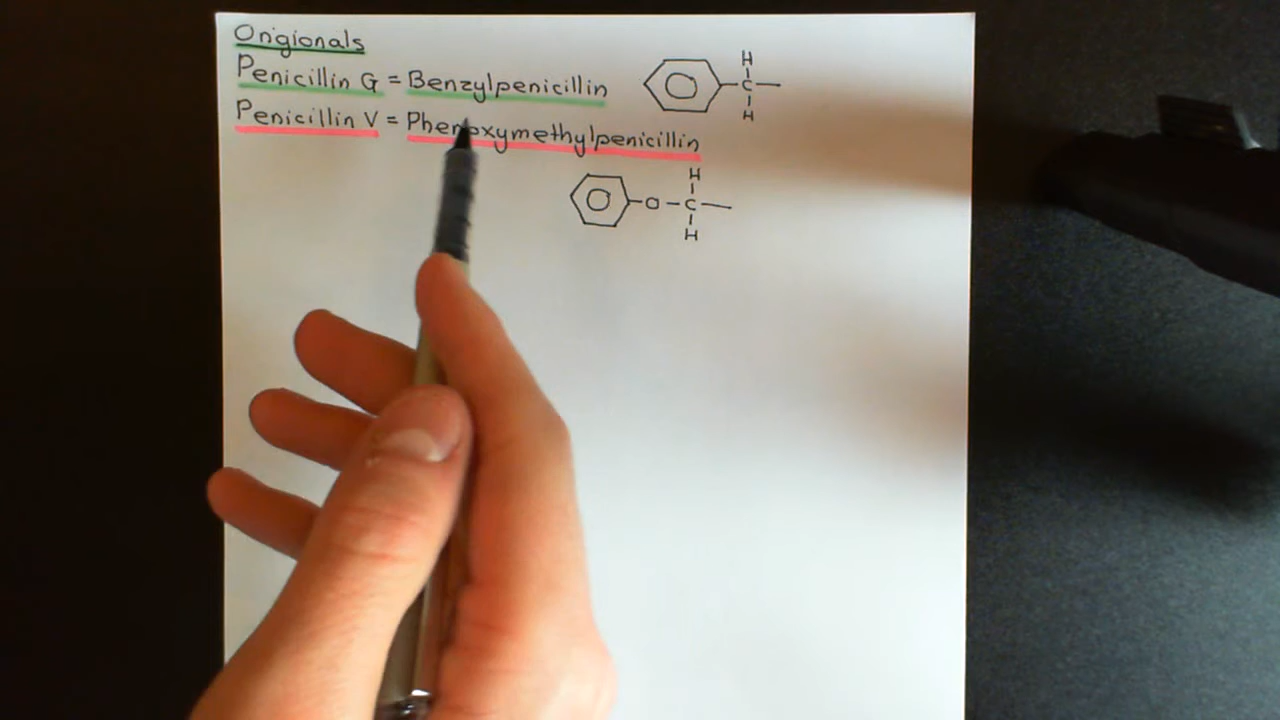 Origionals
Penicillin G = Benzylpenicillin
Penicillin V = Phenoxymethylpenicillin
H
C
H
H
O C
H